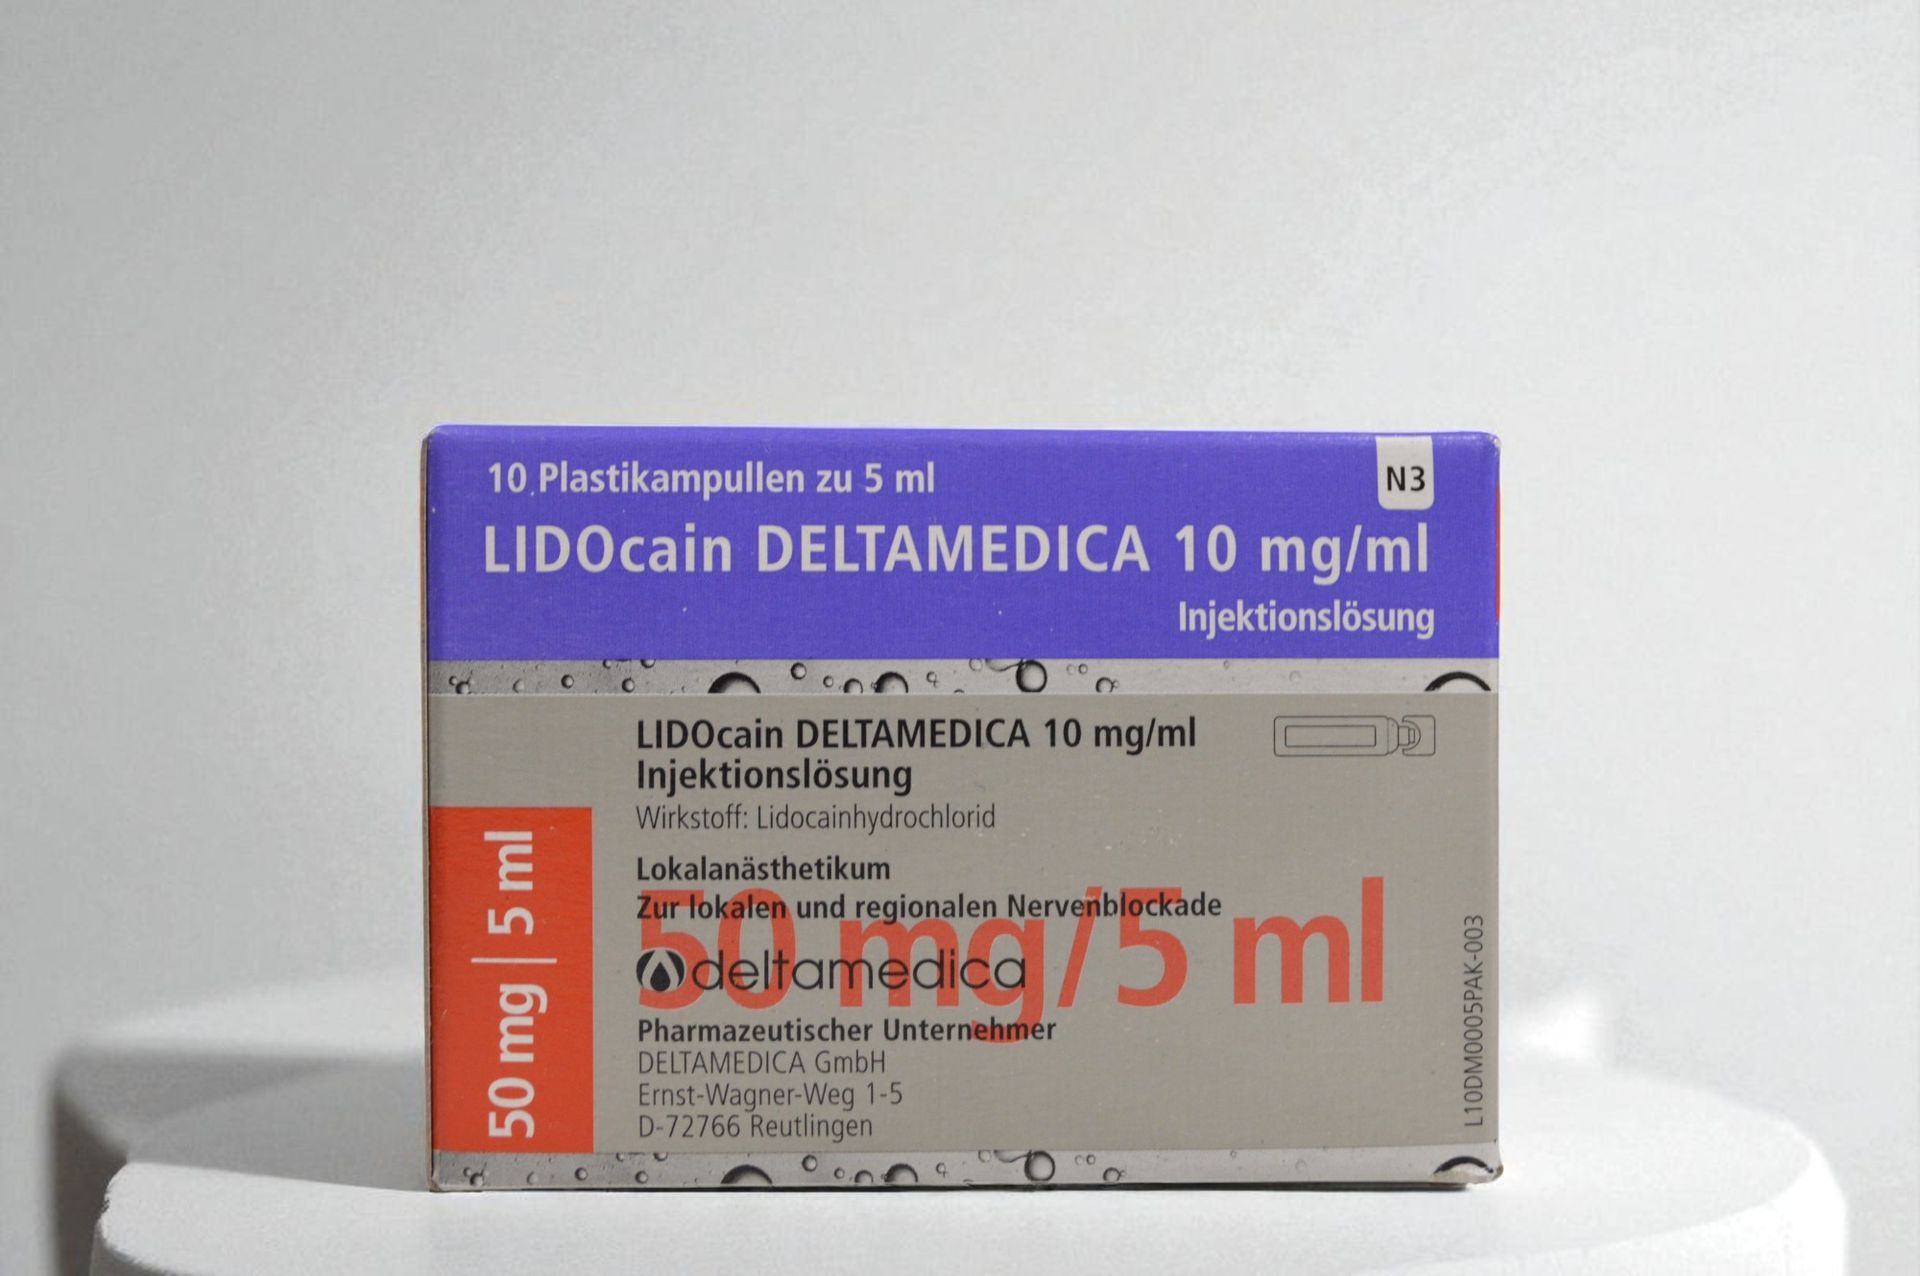 10 Plastikampullen zu 5 ml
N3
LIDOcain DELTAMEDICA 10 mg/ml
Injektionslösung
LIDOcain DELTAMEDICA 10 mg/ml
Injektionslösung
Wirkstoff: Lidocainhydrochlorid
Lokalanästhetikum
Zur lokalen und regionalen Nervenblockade
50 mg/5 ml
deltamedica
Pharmazeutischer Unternehmer
DELTAMEDICA GmbH
Ernst-Wagner-Weg 1-5
D-72766 Reutlingen
50 mg | 5 ml
L10DM0005PAK-003